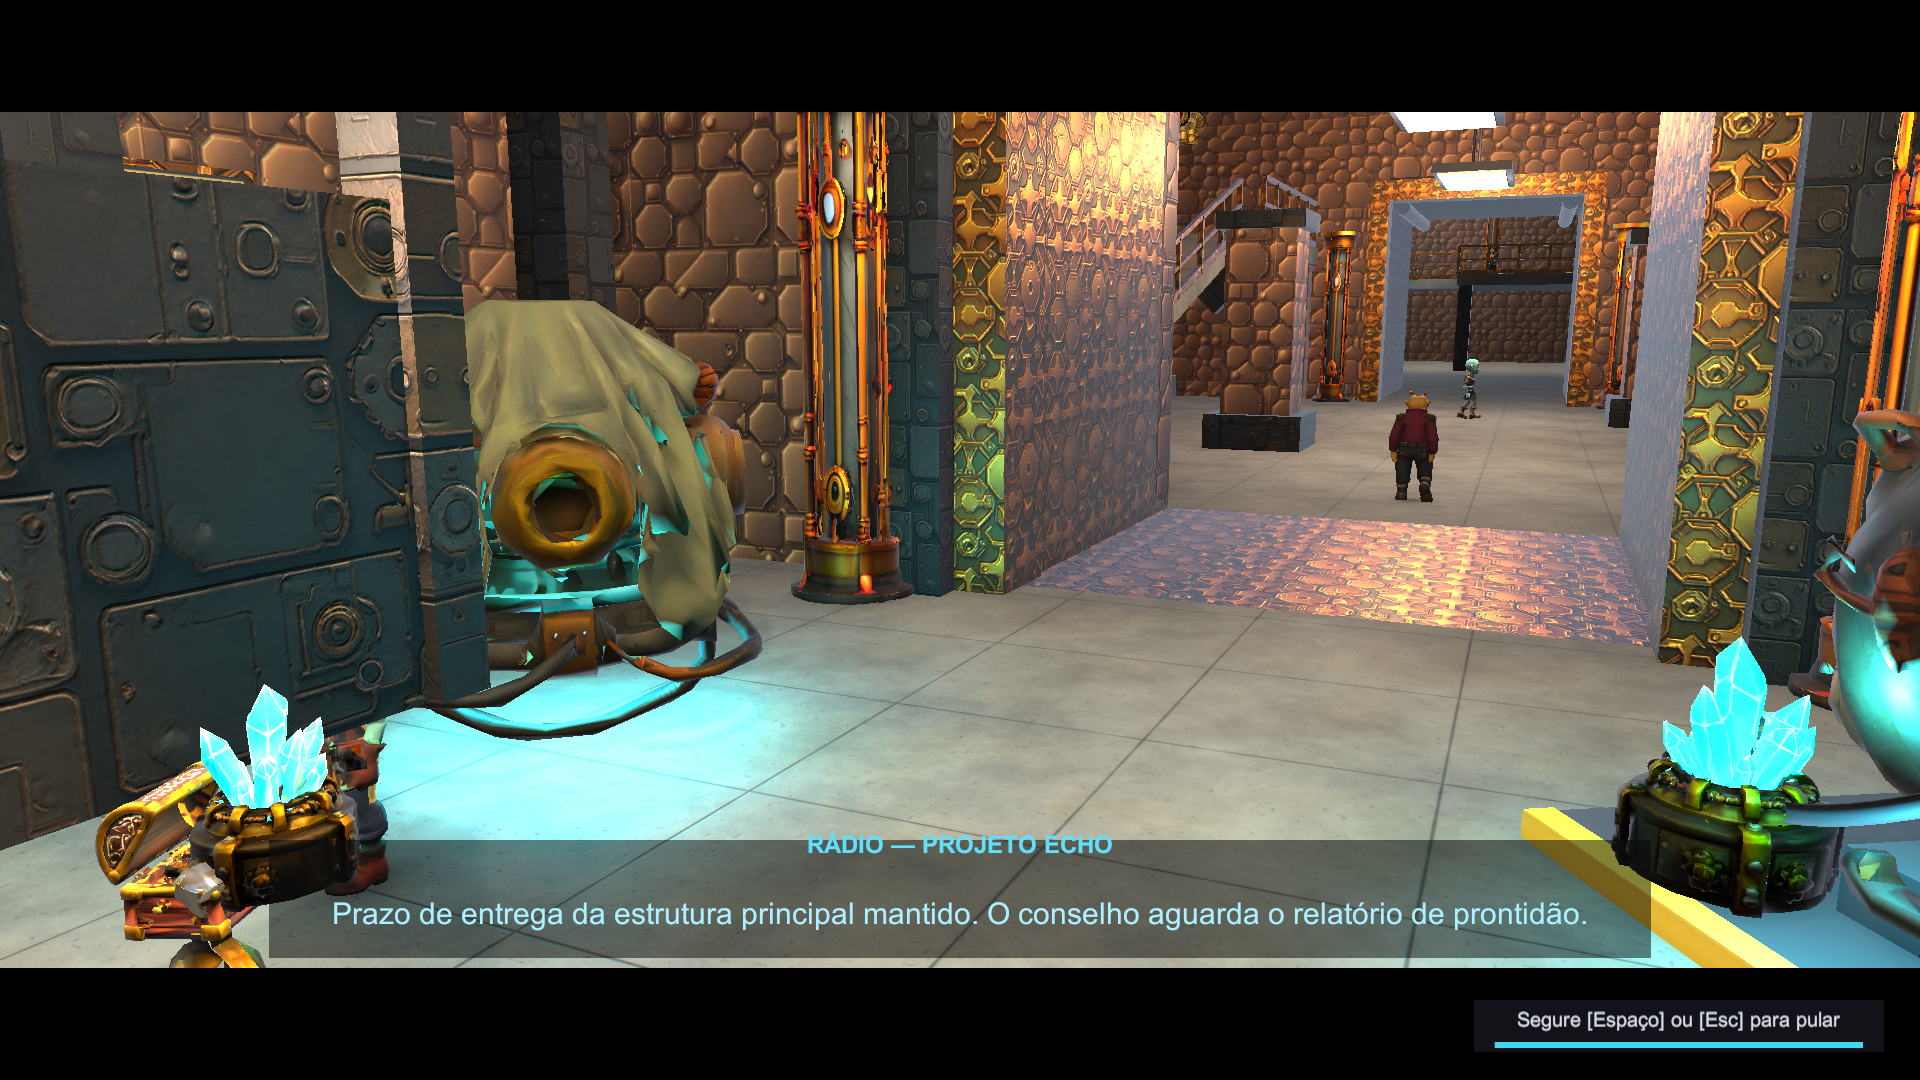 RÁDIO — PROJETO ECHO
Prazo de entrega da estrutura principal mantido. O conselho aguarda o relatório de prontidão.
Segure [Espaço] ou [Esc] para pular